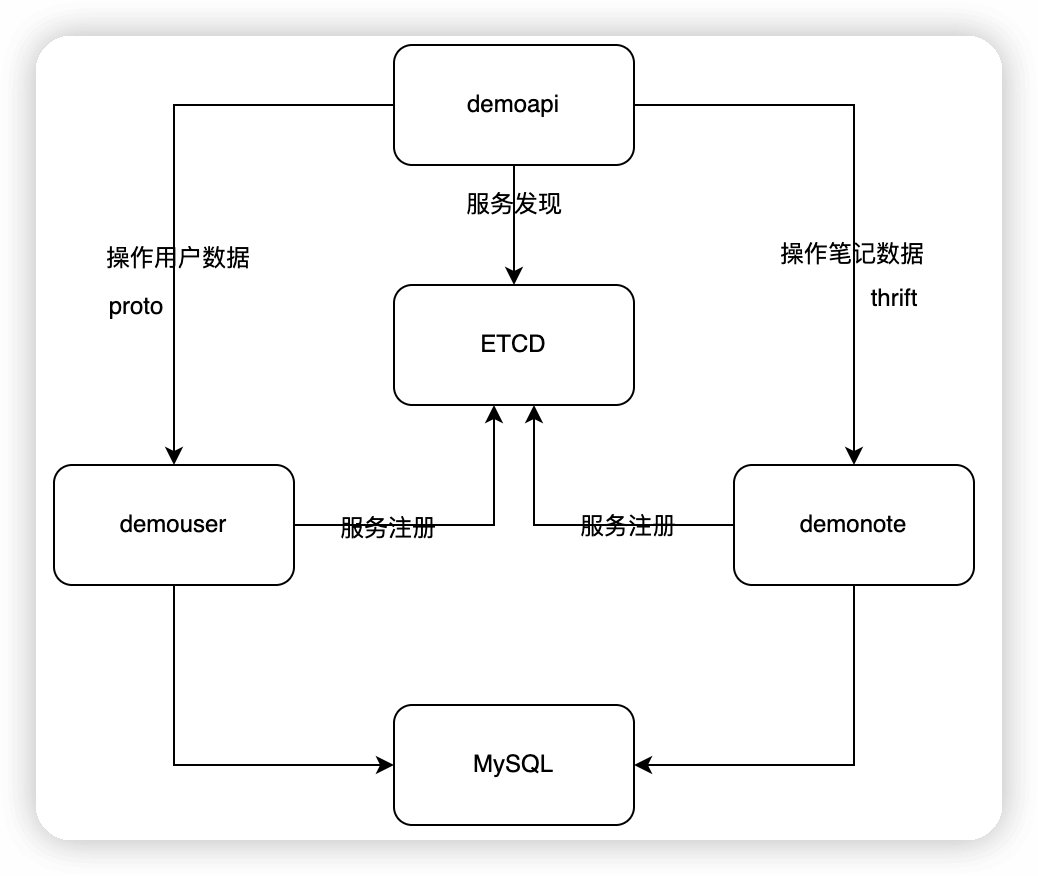 demoapi
服务发现
操作用户数据
操作笔记数据
proto
thrift
ETCD
demouser
服务注册
服务注册
demonote
MySQL